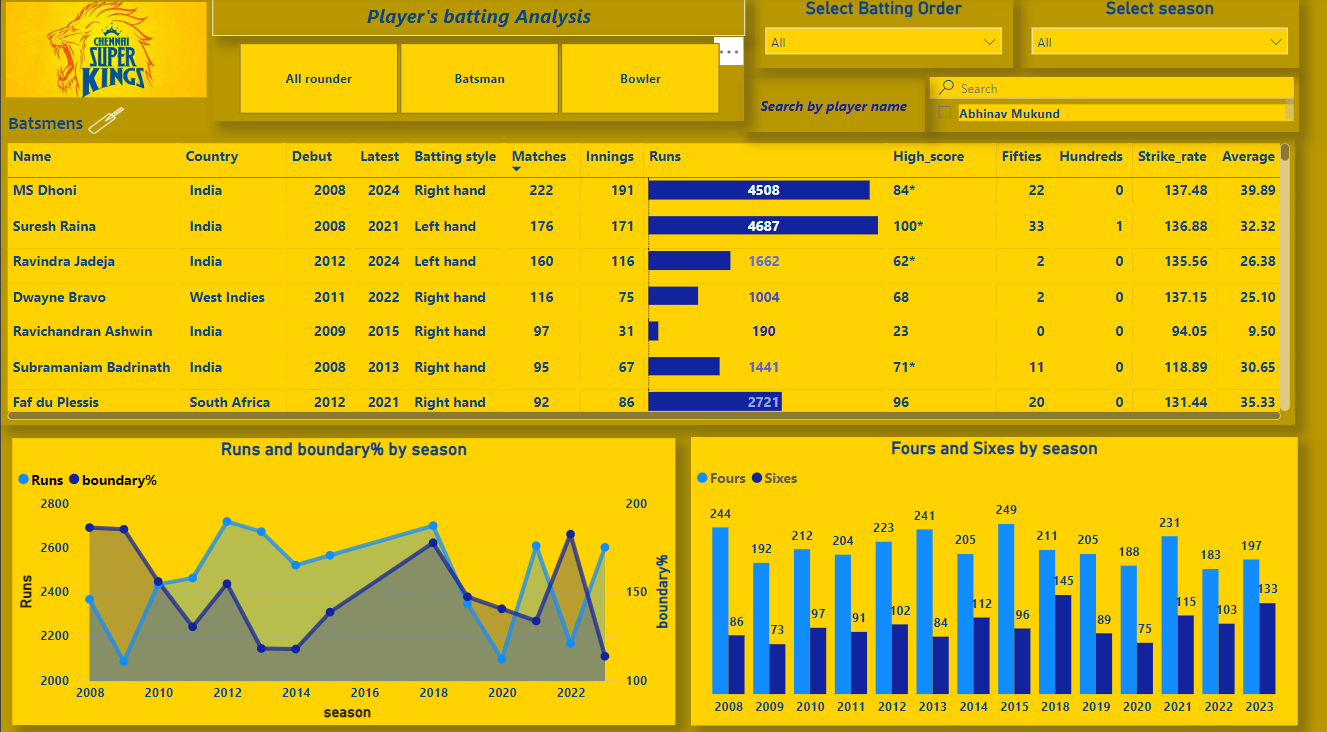 CHENNAI
SUPER
KINGS
Player's batting Analysis
All rounder Batsman Bowler
Select Batting Order
All
Select season
All
Search by player name
Search
Abhinav Mukund
Batsmens
Name Country Debut Latest Batting style Matches Innings Runs High_score Fifties Hundreds Strike_rate Average
MS Dhoni India 2008 2024 Right hand 222 191 4508 84* 22 0 137.48 39.89
Suresh Raina India 2008 2021 Left hand 176 171 4687 100* 33 1 136.88 32.32
Ravindra Jadeja India 2012 2024 Left hand 160 116 1662 62* 2 0 135.56 26.38
Dwayne Bravo West Indies 2011 2022 Right hand 116 75 1004 68 2 0 137.15 25.10
Ravichandran Ashwin India 2009 2015 Right hand 97 31 190 23 0 0 94.05 9.50
Subramaniam Badrinath India 2008 2013 Right hand 95 67 1441 71* 11 0 118.89 30.65
Faf du Plessis South Africa 2012 2021 Right hand 92 86 2721 96 20 0 131.44 35.33
Runs and boundary% by season
Runs boundary%
2800 200
2600
2400 150
2200
2000 100
Runs
boundary%
2008 2010 2012 2014 2016 2018 2020 2022
season
Fours and Sixes by season
Fours Sixes
244 192 212 204 223 241 205 249 211 205 188 231 183 197
86 73 97 91 102 84 112 96 145 89 75 115 103 133
2008 2009 2010 2011 2012 2013 2014 2015 2018 2019 2020 2021 2022 2023